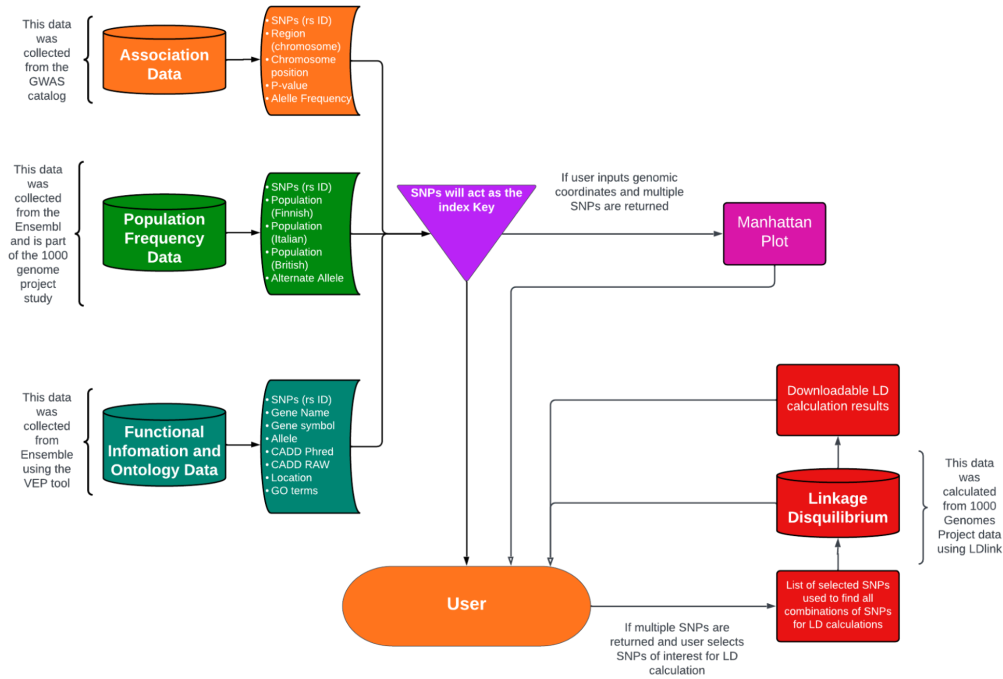 This data
was
collected
from the
GWAS
catalog
Association
Data
• SNPs (rs ID)
• Region
(chromosome)
• Chromosome
position
• P-value
• Alelle Frequency
This data
was
collected
from the
Ensembl
and is part
of the 1000
genome
project
study
Population
Frequency
Data
• SNPs (rs ID)
• Population
(Finnish)
• Population
(Italian)
• Population
(British)
• Alternate Allele
SNPs will act as the
index Key
If user inputs genomic
coordinates and multiple
SNPs are returned
Manhattan
Plot
This data
was
collected
from
Ensemble
using the
VEP tool
Functional
Infomation and
Ontology Data
• SNPs (rs ID)
• Gene Name
• Gene symbol
• Allele
• CADD Phred
• CADD RAW
• Location
• GO terms
Downloadable LD
calculation results
Linkage
Disquilibrium
This data
was
calculated
from 1000
Genomes
Project data
using LDlink
List of selected SNPs
used to find all
combinations of SNPs
for LD calculations
User
If multiple SNPs are
returned and user selects
SNPs of interest for LD
calculation